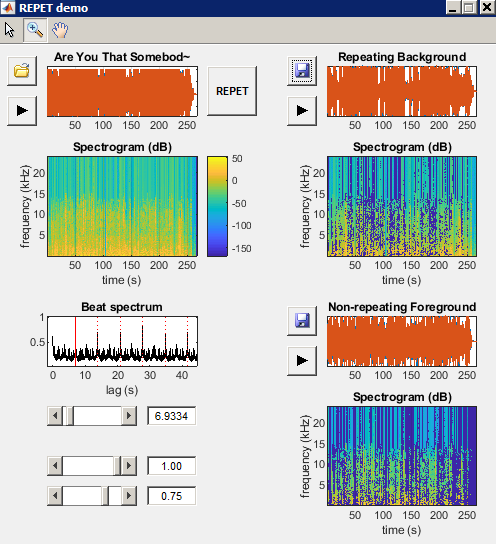 REPET demo
Are You That Somebod~
REPET
50 100 150 200 250
Spectrogram (dB)
frequency (kHz)
20
15
10
5
50 100 150 200 250
time (s)
50
0
-50
-100
-150
Beat spectrum
1
0.5
0 10 20 30 40
lag (s)
6.9334
1.00
0.75
Repeating Background
50 100 150 200 250
Spectrogram (dB)
frequency (kHz)
20
15
10
5
50 100 150 200 250
time (s)
Non-repeating Foreground
50 100 150 200 250
Spectrogram (dB)
frequency (kHz)
20
15
10
5
50 100 150 200 250
time (s)